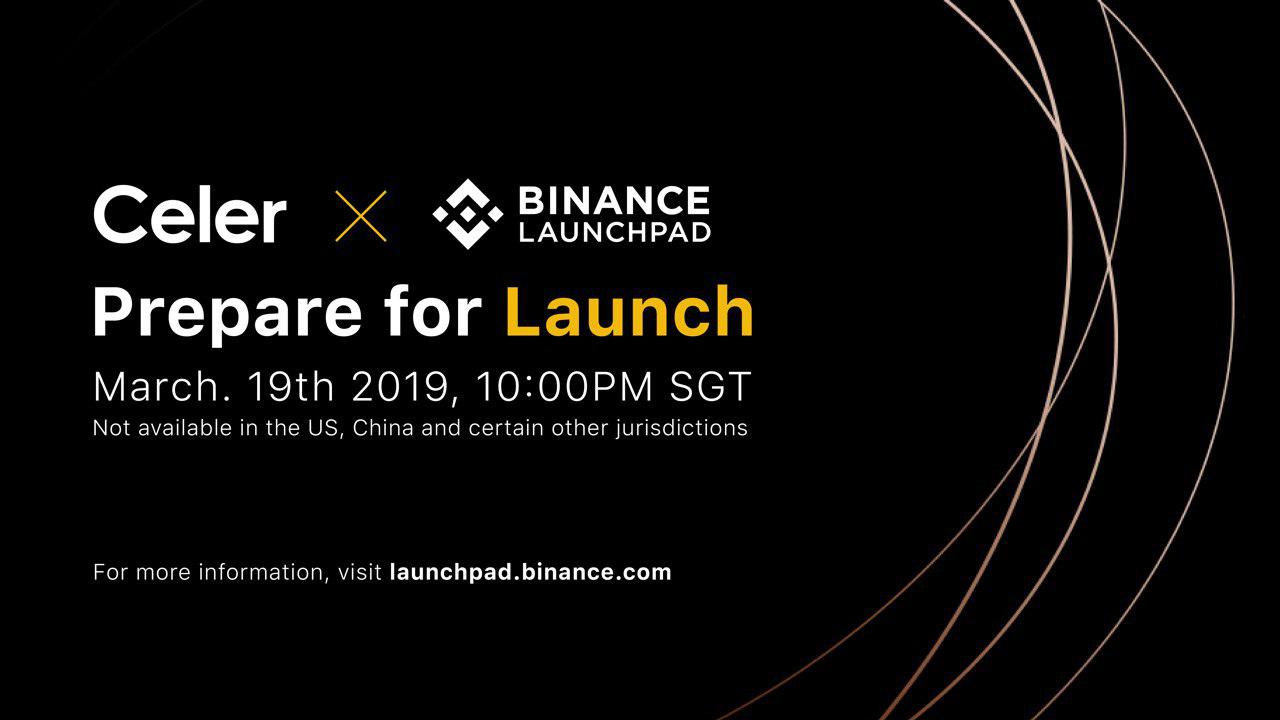 Celer
BINANCE
LAUNCHPAD
Prepare for Launch
March. 19th 2019, 10:00PM SGT
Not available in the US, China and certain other jurisdictions
For more information, visit launchpad.binance.com